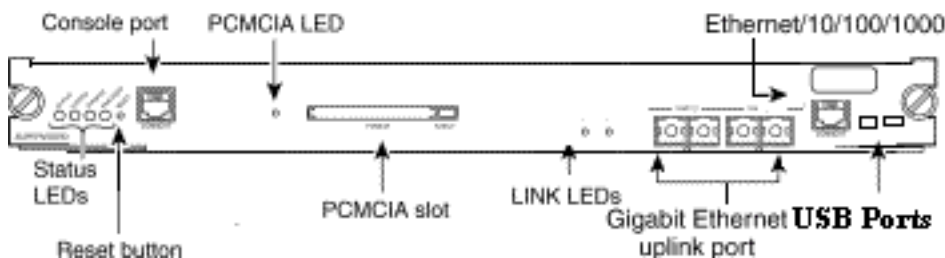 Console port
PCMCIA LED
Ethernet/10/100/1000
Status
LEDs
PCMCIA slot
LINK LEDs
Gigabit Ethernet
uplink port
USB Ports
Reset button